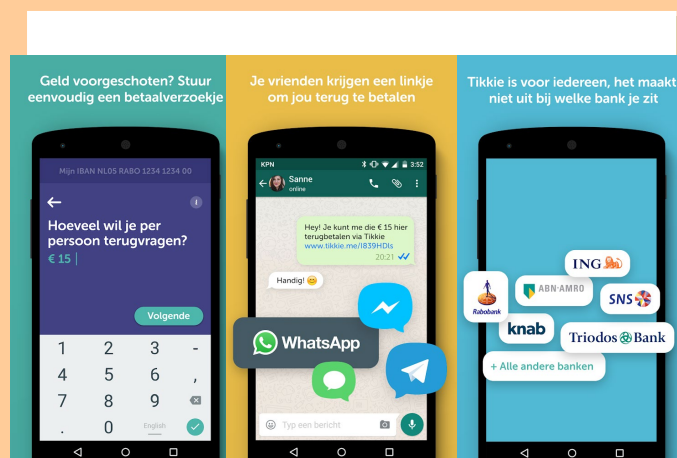 Geld voorgeschoten? Stuur
eenvoudig een betaalverzoekje
Mijn IBAN NL05 RABO 1234 1234 00
Hoeveel wil je per
persoon terugvragen?
€ 15
Volgende
1 2 3 -
4 5 6 ,
7 8 9
. 0 English
Je vrienden krijgen een linkje
om jou terug te betalen
KPN 3:52
Sanne
online
Hey! Je kunt me die € 15 hier
terugbetalen via Tikkie
www.tikkie.me/I839HDls
20:21
Handig!
WhatsApp
Typ een bericht
Tikkie is voor iedereen, het maakt
niet uit bij welke bank je zit
ING
ABN·AMRO
Rabobank
SNS
knab
Triodos Bank
+ Alle andere banken